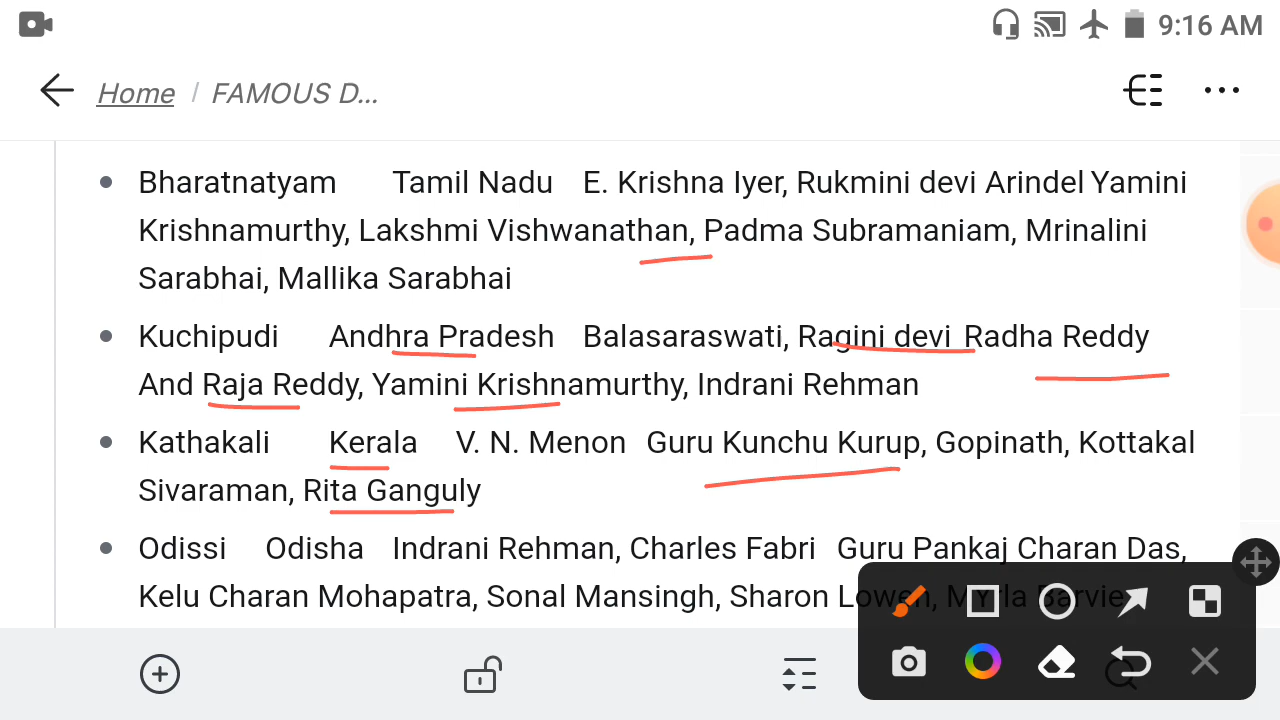 9:16 AM
Home / FAMOUS D...
Bharatnatyam Tamil Nadu E. Krishna Iyer, Rukmini devi Arindel Yamini
Krishnamurthy, Lakshmi Vishwanathan, Padma Subramaniam, Mrinalini
Sarabhai, Mallika Sarabhai
Kuchipudi Andhra Pradesh Balasaraswati, Ragini devi Radha Reddy
And Raja Reddy, Yamini Krishnamurthy, Indrani Rehman
Kathakali Kerala V. N. Menon Guru Kunchu Kurup, Gopinath, Kottakal
Sivaraman, Rita Ganguly
Odissi Odisha Indrani Rehman, Charles Fabri Guru Pankaj Charan Das,
Kelu Charan Mohapatra, Sonal Mansingh, Sharon Lowen, Myrla Barvie